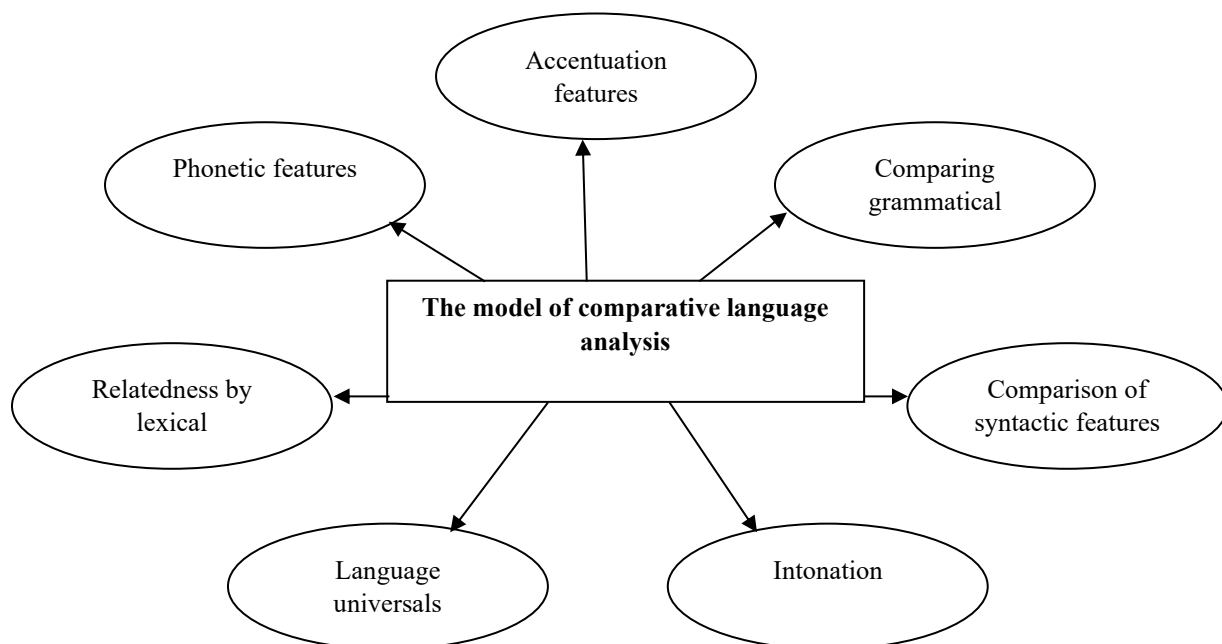 Accentuation
features
Phonetic features
Comparing
grammatical
The model of comparative language
analysis
Relatedness by
lexical
Comparison of
syntactic features
Language
universals
Intonation